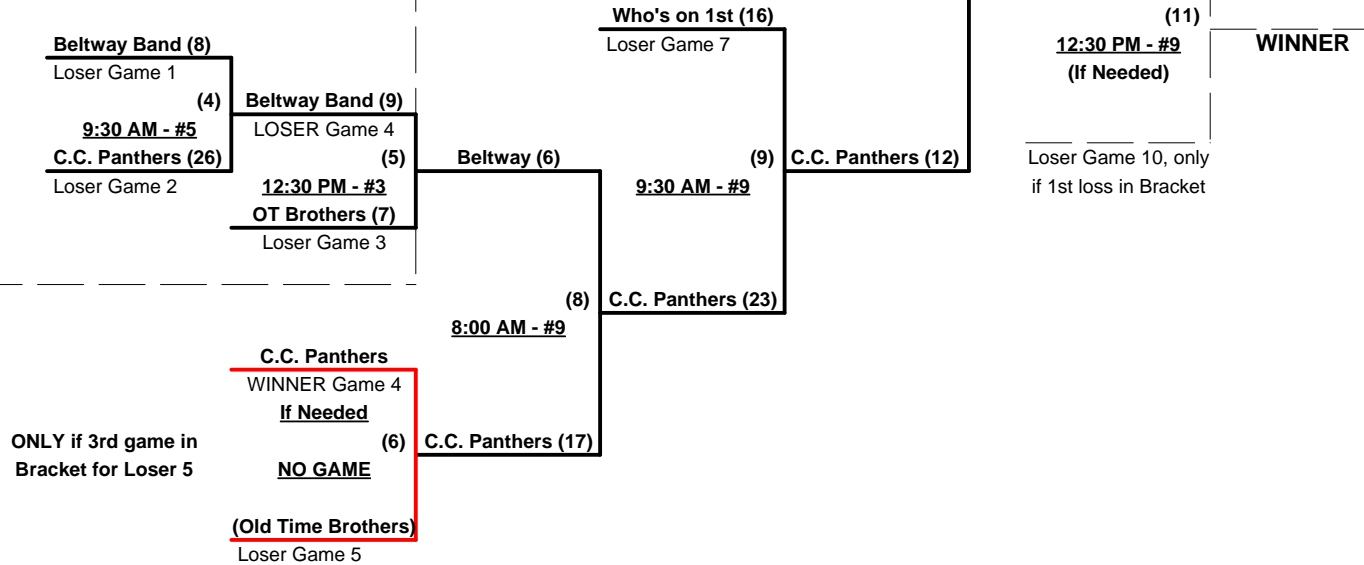 Who's on 1st (16)
Loser Game 7
(11)
12:30 PM - #9
(If Needed)
WINNER
Loser Game 10, only
if 1st loss in Bracket
Beltway Band (8)
Loser Game 1
(4)
9:30 AM - #5
C.C. Panthers (26)
Loser Game 2
Beltway Band (9)
LOSER Game 4
(5)
12:30 PM - #3
OT Brothers (7)
Loser Game 3
Beltway (6)
(9)
9:30 AM - #9
C.C. Panthers (12)
(8)
8:00 AM - #9
C.C. Panthers (23)
C.C. Panthers
WINNER Game 4
If Needed
(6)
NO GAME
C.C. Panthers (17)
ONLY if 3rd game in
Bracket for Loser 5
(Old Time Brothers)
Loser Game 5